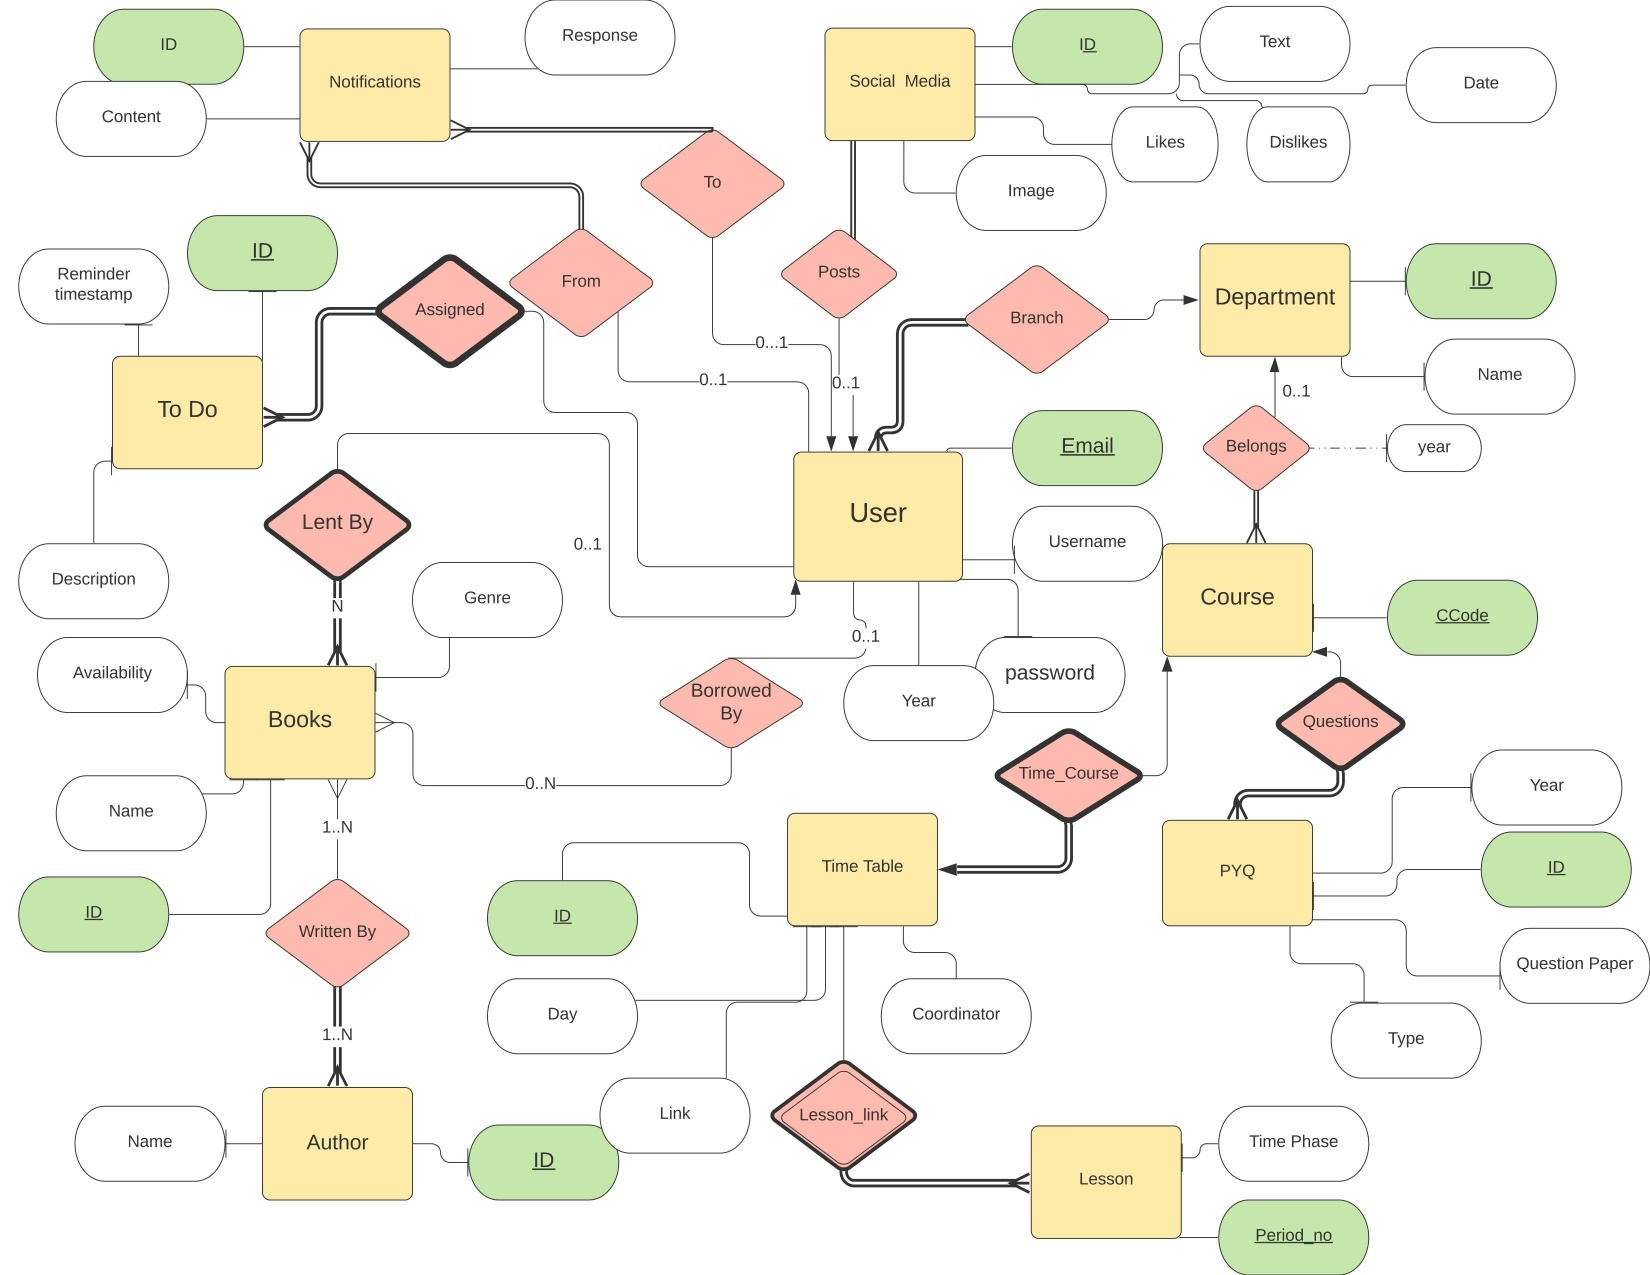 Response
Text
ID
ID
Notifications
Social  Media
Date
Content
Likes
Dislikes
To
Image
ID
Reminder
timestamp
From
Posts
Assigned
Branch
Department
ID
0...1
0..1
0..1
Name
0..1
To Do
User
Email
Belongs
year
Lent By
0..1
Username
Course
Description
N
Genre
CCode
0..1
Availability
Books
Borrowed
By
Year
password
Time_Course
Questions
0..N
Name
1..N
Year
Time Table
PYQ
ID
ID
ID
Written By
Question Paper
Day
Coordinator
1..N
Type
Name
Author
ID
Link
Lesson_link
Lesson
Time Phase
Period_no